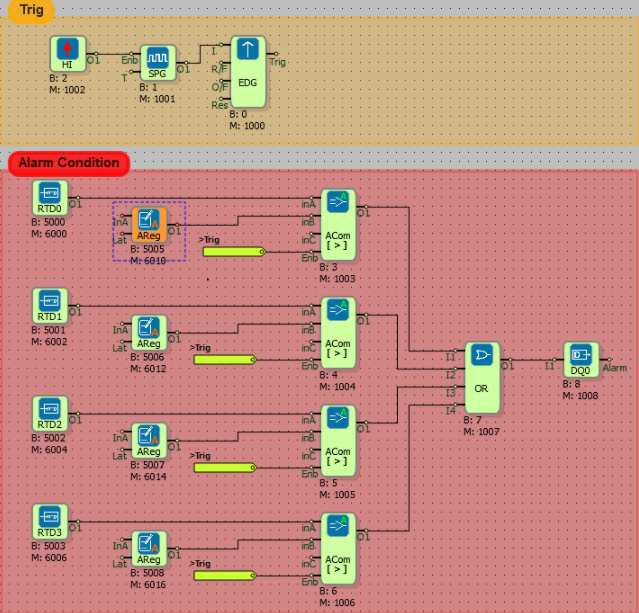 Trig
HI
O1
B: 2
M: 1002
Enb
T
SPG
O1
B: 1
M: 1001
I
R/F
O/F
Res
EDG
Trig
B: 0
M: 1000
Alarm Condition
RTD0
O1
B: 5000
M: 6000
InA
Lat
AReg
O1
B: 5005
M: 6010
>Trig
inA
inB
inC
Enb
ACom
[ > ]
O1
B: 3
M: 1003
RTD1
O1
B: 5001
M: 6002
InA
Lat
AReg
O1
B: 5006
M: 6012
>Trig
inA
inB
inC
Enb
ACom
[ > ]
O1
B: 4
M: 1004
RTD2
O1
B: 5002
M: 6004
InA
Lat
AReg
O1
B: 5007
M: 6014
>Trig
inA
inB
inC
Enb
ACom
[ > ]
O1
B: 5
M: 1005
RTD3
O1
B: 5003
M: 6006
InA
Lat
AReg
O1
B: 5008
M: 6016
>Trig
inA
inB
inC
Enb
ACom
[ > ]
O1
B: 6
M: 1006
I1
I2
I3
I4
OR
O1
B: 7
M: 1007
I1
DQ0
Alarm
B: 8
M: 1008